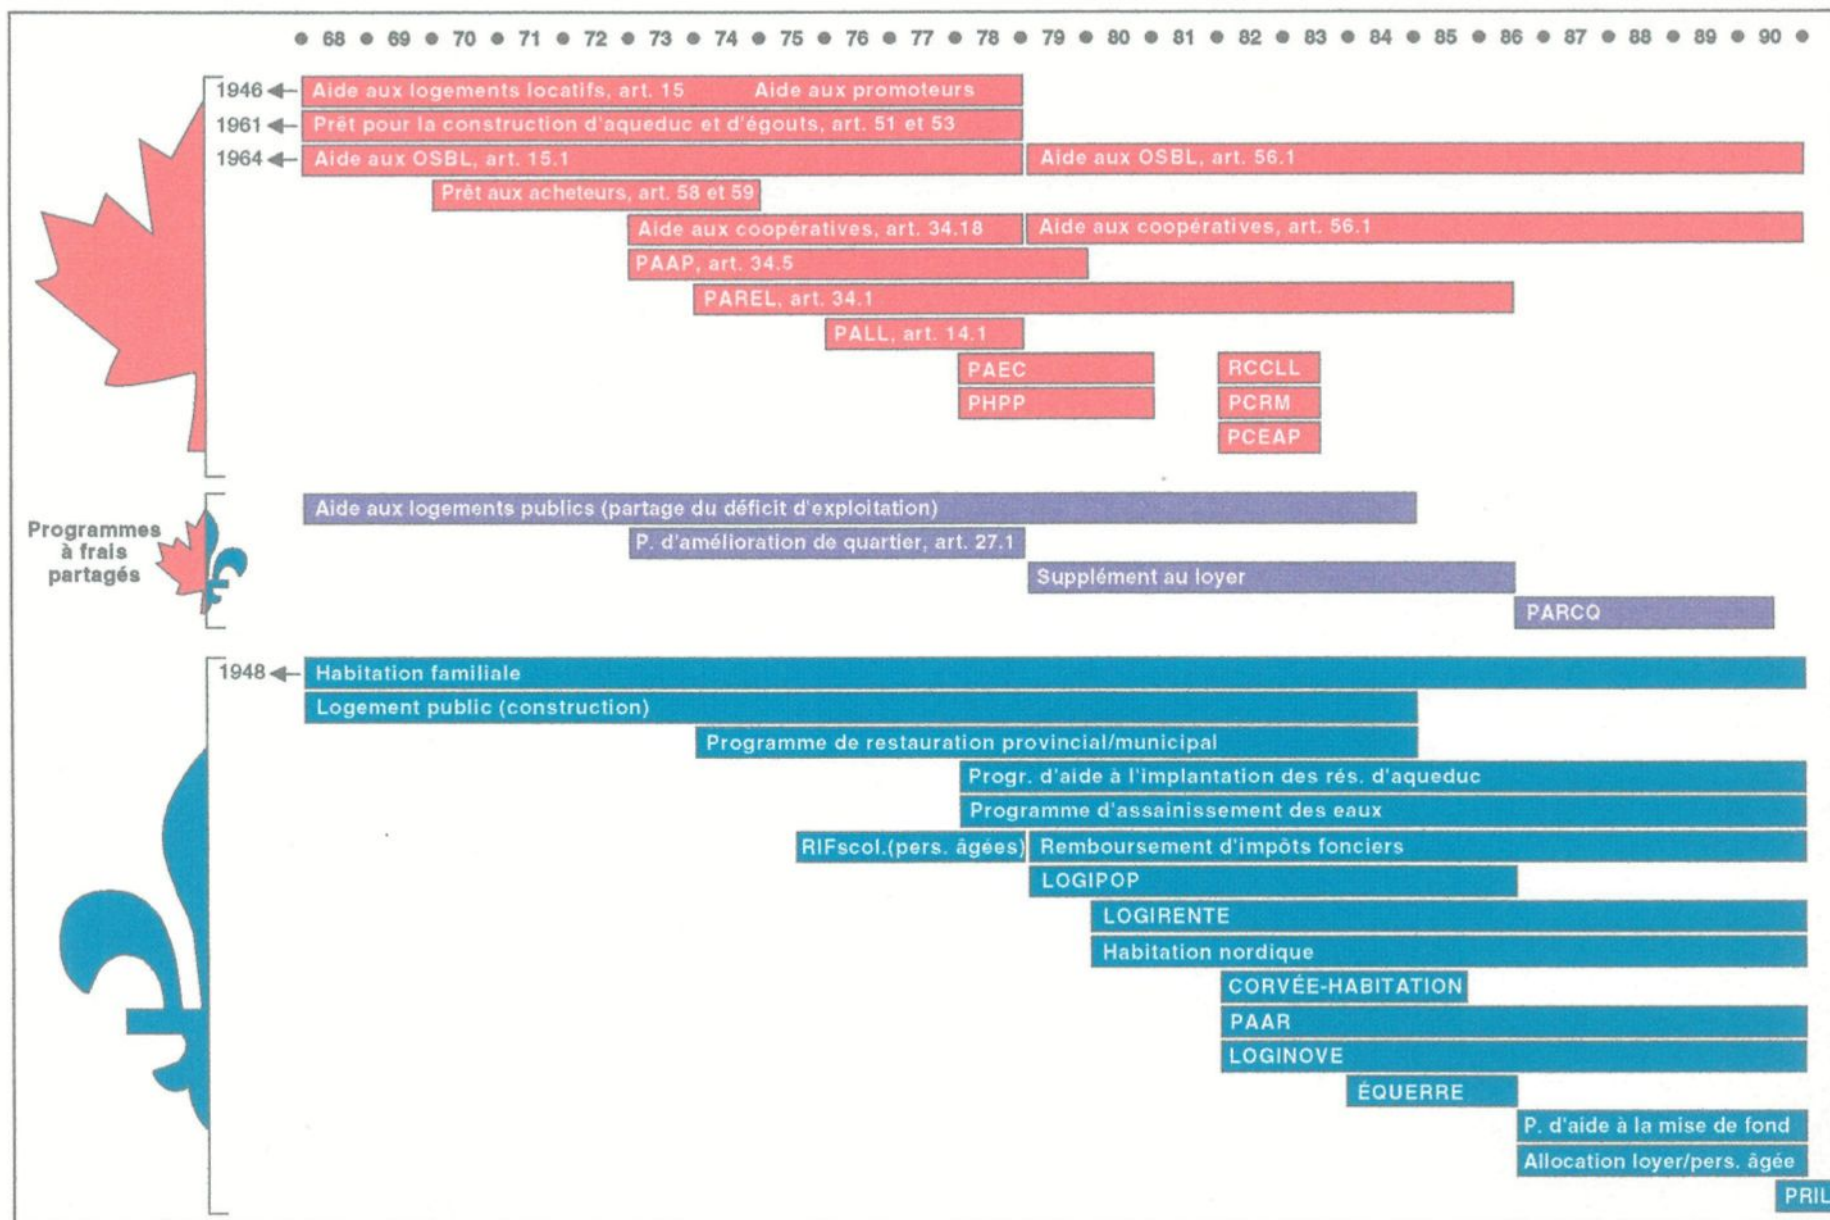 68 69 70 71 72 73 74 75 76 77 78 79 80 81 82 83 84 85 86 87 88 89 90
1946 Aide aux logements locatifs, art. 15 Aide aux promoteurs
1961 Prêt pour la construction d'aqueduc et d'égouts, art. 51 et 53
1964 Aide aux OSBL, art. 15.1 Aide aux OSBL, art. 56.1
Prêt aux acheteurs, art. 58 et 59
Aide aux coopératives, art. 34.18 Aide aux coopératives, art. 56.1
PAAP, art. 34.5
PAREL, art. 34.1
PALL, art. 14.1
PAEC RCCLL
PHPP PCRM
PCEAP
Programmes
à frais
partagés
Aide aux logements publics (partage du déficit d'exploitation)
P. d'amélioration de quartier, art. 27.1
Supplément au loyer
PARCQ
1948 Habitation familiale
Logement public (construction)
Programme de restauration provincial/municipal
Progr. d'aide à l'implantation des rés. d'aqueduc
Programme d'assainissement des eaux
RIFscol.(pers. âgées) Remboursement d'impôts fonciers
LOGIPOP
LOGIRENTE
Habitation nordique
CORVÉE-HABITATION
PAAR
LOGINOVE
ÉQUERRE
P. d'aide à la mise de fond
Allocation loyer/pers. âgée
PRIL